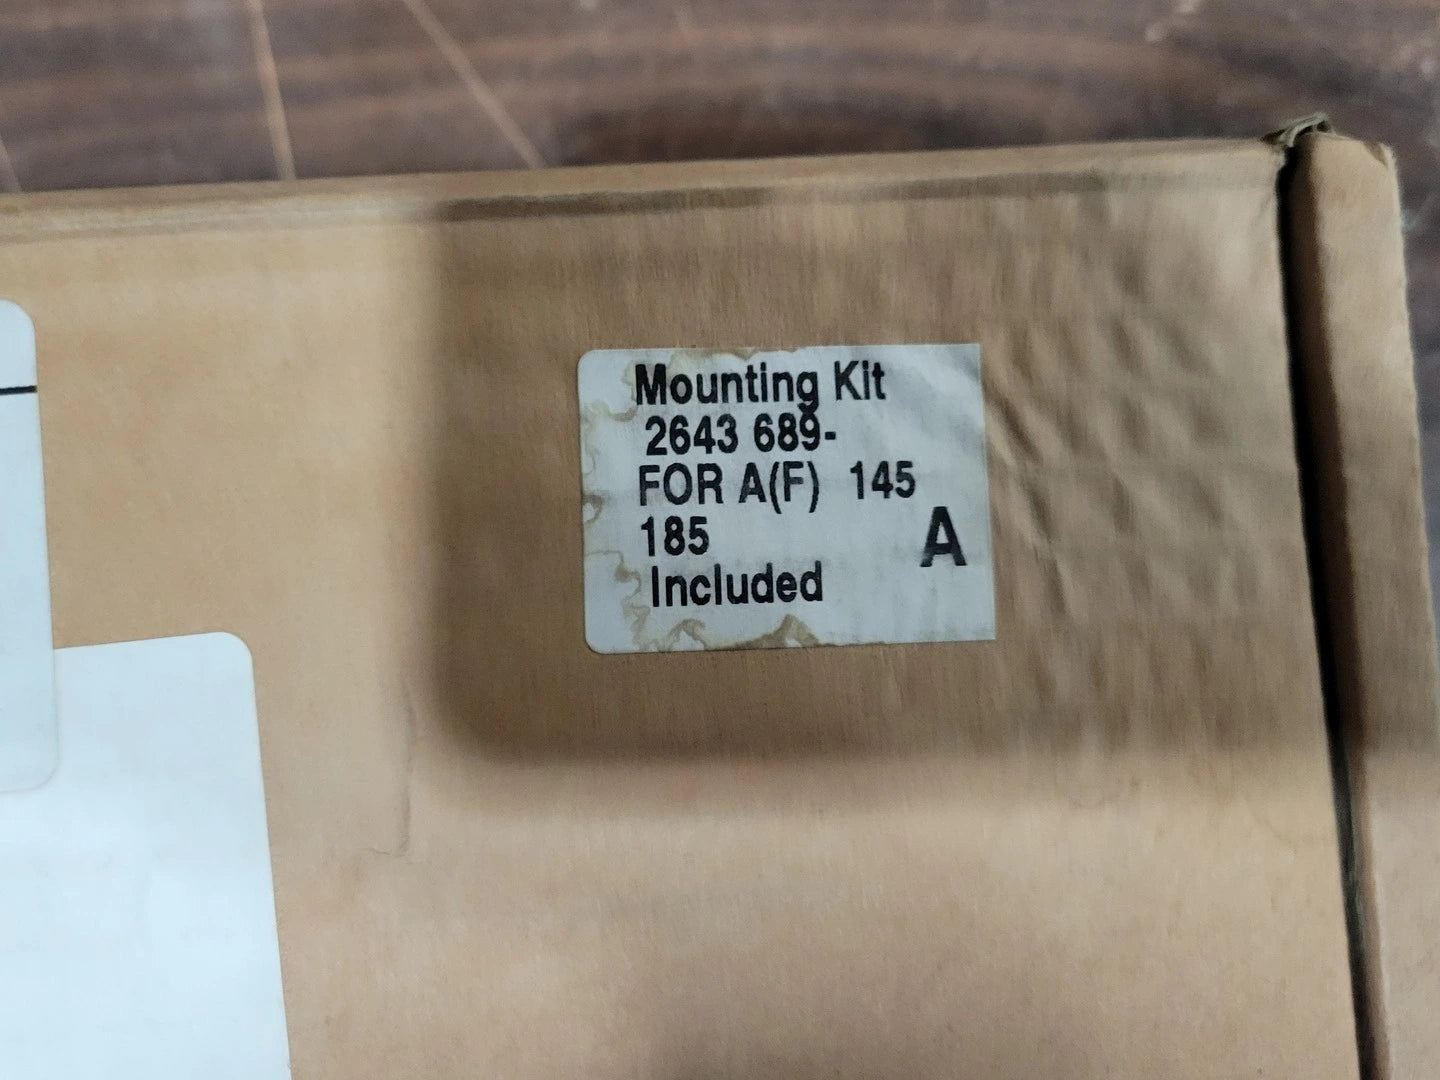 Mounting Kit
2643 689-
FOR A(F) 145
185 A
Included